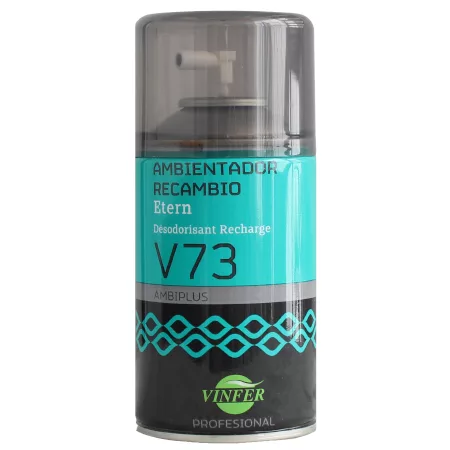 AMBIENTADOR
RECAMBIO
Etern
Désodorisant Recharge
V73
AMBIPLUS
VINFER
PROFESIONAL